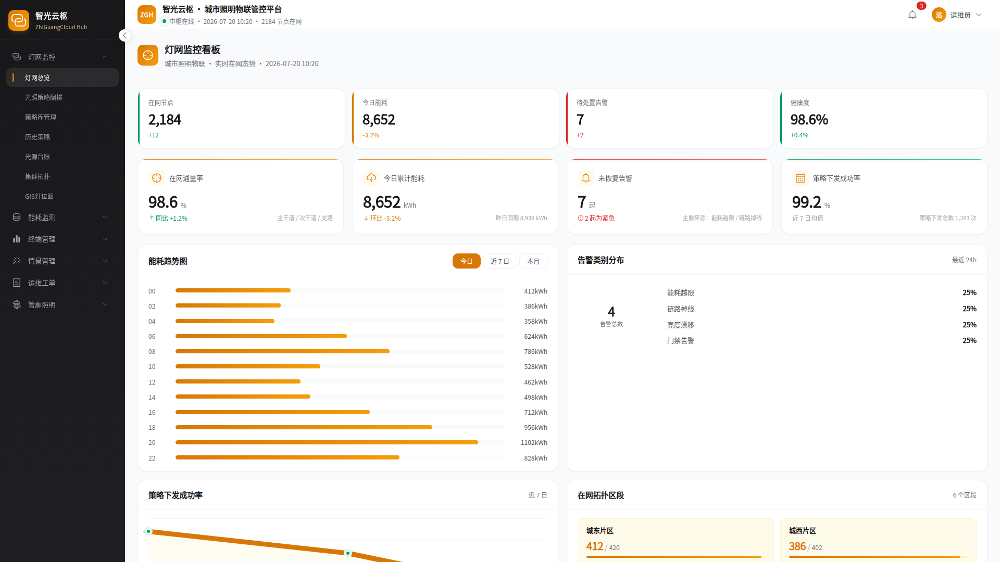 智光云枢
ZhiGuangCloud Hub
灯网监控
灯网总览
光照策略编排
策略库管理
历史策略
光源台账
集群拓扑
GIS灯位图
能耗监测
终端管理
情景管理
运维工单
管廊照明
ZGH
智光云枢 • 城市照明物联管控平台
中枢在线 • 2026-07-20 10:20 • 2184 节点在网
3
运
运维员
灯网监控看板
城市照明物联 • 实时在网态势 • 2026-07-20 10:20
在网节点
2,184
+12
今日能耗
8,652
-3.2%
待处置告警
7
+2
健康度
98.6%
+0.4%
在网通量率
98.6 %
同比 +1.2%
主干道 / 次干道 / 支路
今日累计能耗
8,652 kWh
环比 -3.2%
昨日同期 8,938 kWh
未恢复告警
7 起
2 起为紧急
主要来源：能耗越限 / 链路掉线
策略下发成功率
99.2 %
近 7 日均值
策略下发总数 1,283 次
能耗趋势图
今日
近 7 日
本月
00 412kWh
02 386kWh
04 358kWh
06 624kWh
08 786kWh
10 528kWh
12 462kWh
14 498kWh
16 712kWh
18 956kWh
20 1102kWh
22 828kWh
告警类别分布
最近 24h
4
告警总数
能耗越限 25%
链路掉线 25%
亮度漂移 25%
门禁告警 25%
策略下发成功率
近 7 日
在网拓扑区段
6 个区段
城东片区
412 / 420
城西片区
386 / 402